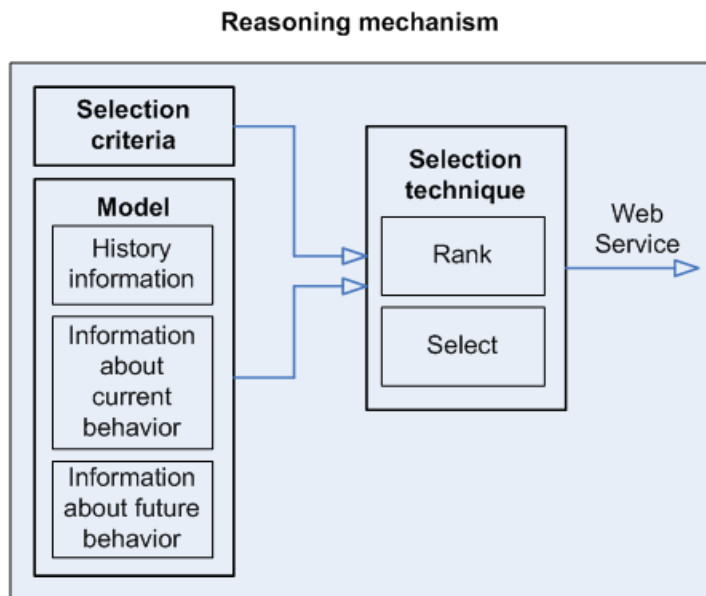 Reasoning mechanism
Selection
criteria
Model
History
information
Information
about
current
behavior
Information
about future
behavior
Selection
technique
Rank
Select
Web
Service